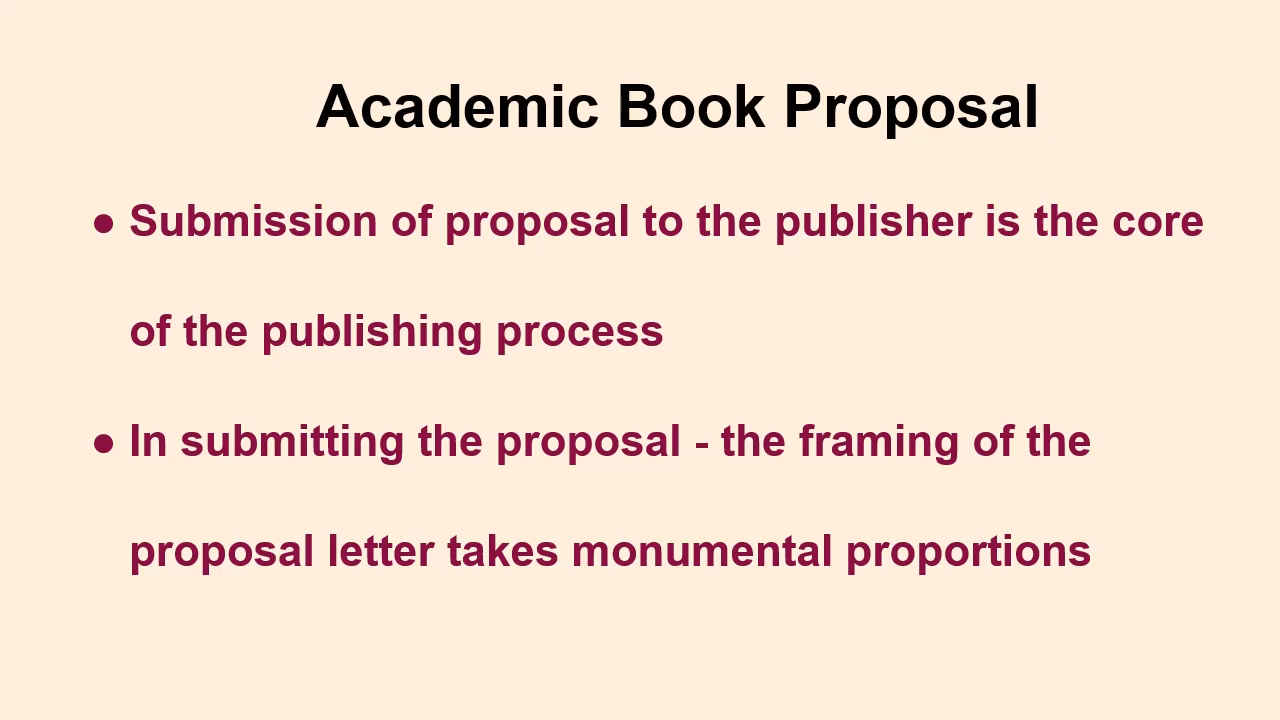 Academic Book Proposal
● Submission of proposal to the publisher is the core
of the publishing process
● In submitting the proposal - the framing of the
proposal letter takes monumental proportions